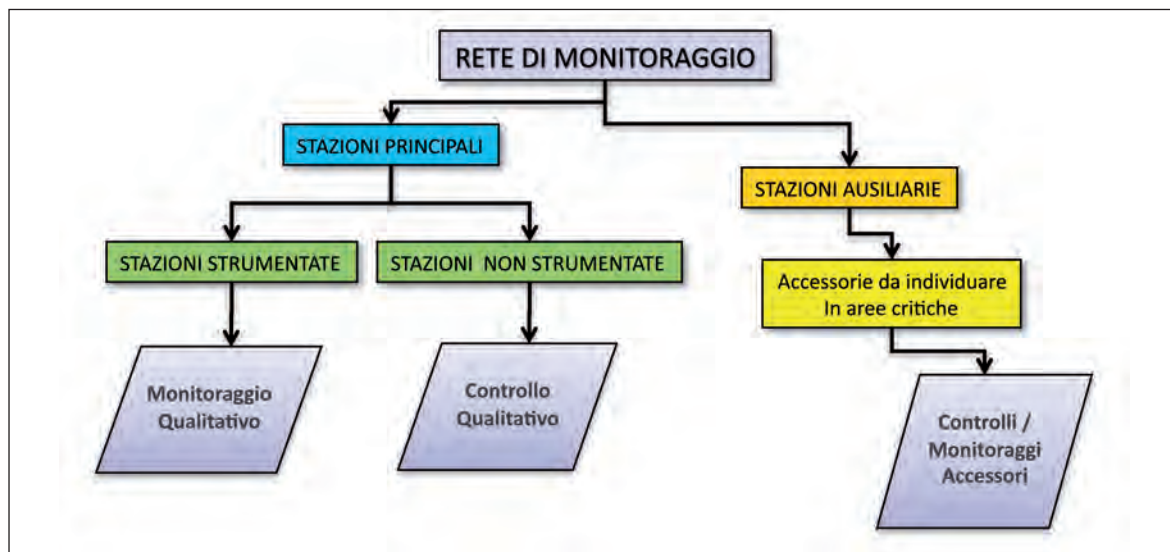 RETE DI MONITORAGGIO
STAZIONI PRINCIPALI
STAZIONI AUSILIARIE
STAZIONI STRUMENTATE
STAZIONI NON STRUMENTATE
Accessorie da individuare
In aree critiche
Monitoraggio
Qualitativo
Controllo
Qualitativo
Controlli /
Monitoraggi
Accessori